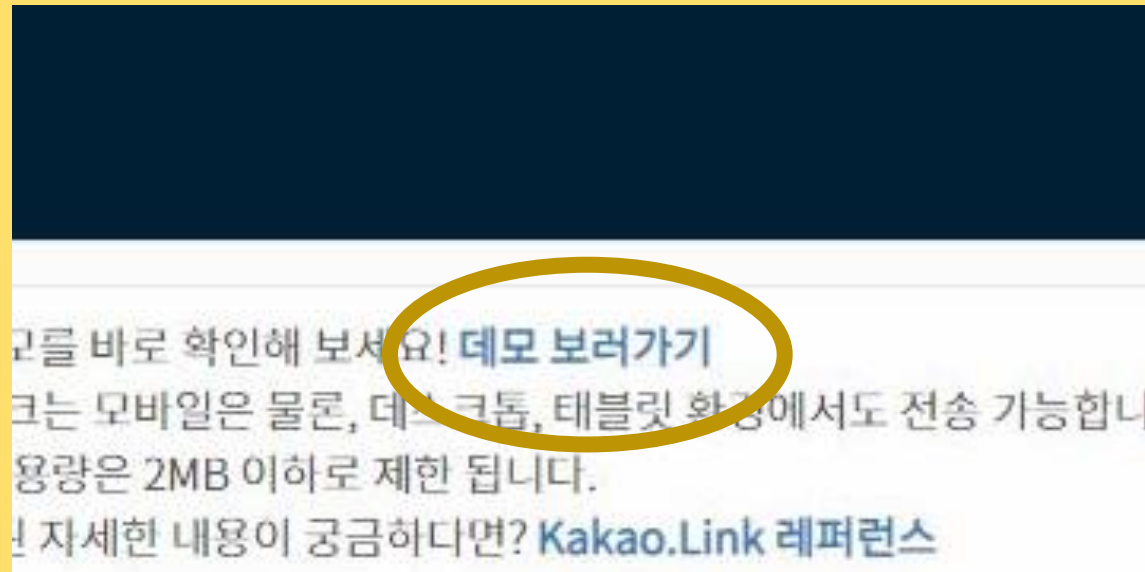 모를 바로 확인해 보세요! 데모 보러가기
크는 모바일은 물론, 데스크톱, 태블릿 환경에서도 전송 가능합니
용량은 2MB 이하로 제한 됩니다.
자세한 내용이 궁금하다면? Kakao.Link 레퍼런스